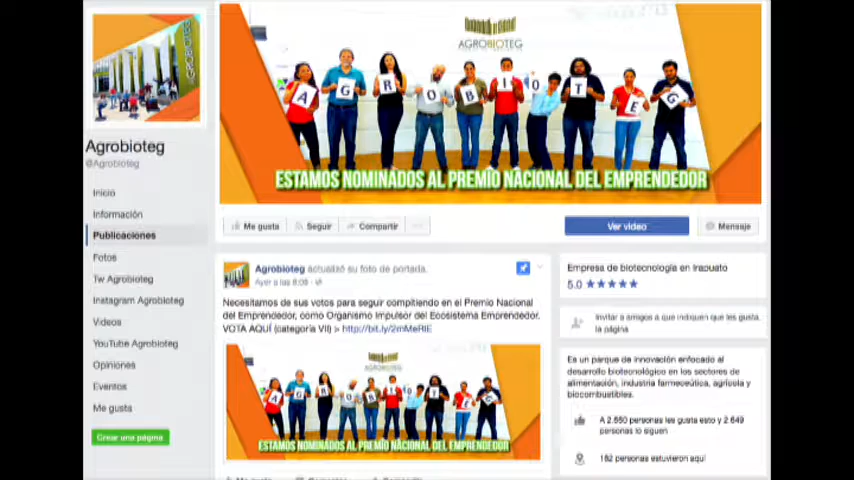 AGROBIOTEG
AGROBIOTEG
A G R O B I O T E G
ESTAMOS NOMINADOS AL PREMIO NACIONAL DEL EMPRENDEDOR
Agrobioteg
@Agrobioteg
Inicio
Información
Publicaciones
Fotos
Tw Agrobioteg
Instagram Agrobioteg
Videos
YouTube Agrobioteg
Opiniones
Eventos
Me gusta
Crear una página
Me gusta
Seguir
Compartir
Ver video
Mensaje
Agrobioteg actualizó su foto de portada.
Ayer a las 8:08
Necesitamos de sus votos para seguir compitiendo en el Premio Nacional
del Emprendedor, como Organismo Impulsor del Ecosistema Emprendedor.
VOTA AQUÍ (categoría VII) > http://bit.ly/2mMeRIE
AGROBIOTEG
ESTAMOS NOMINADOS AL PREMIO NACIONAL DEL EMPRENDEDOR
Empresa de biotecnología en Irapuato
5.0 ★★★★★
Invitar a amigos a que indiquen que les gusta
la página
Es un parque de innovación enfocado al
desarrollo biotecnológico en los sectores de
alimentación, industria farmacéutica, agrícola y
biocombustibles.
A 2.650 personas les gusta esto y 2.649
personas lo siguen
182 personas estuvieron aquí